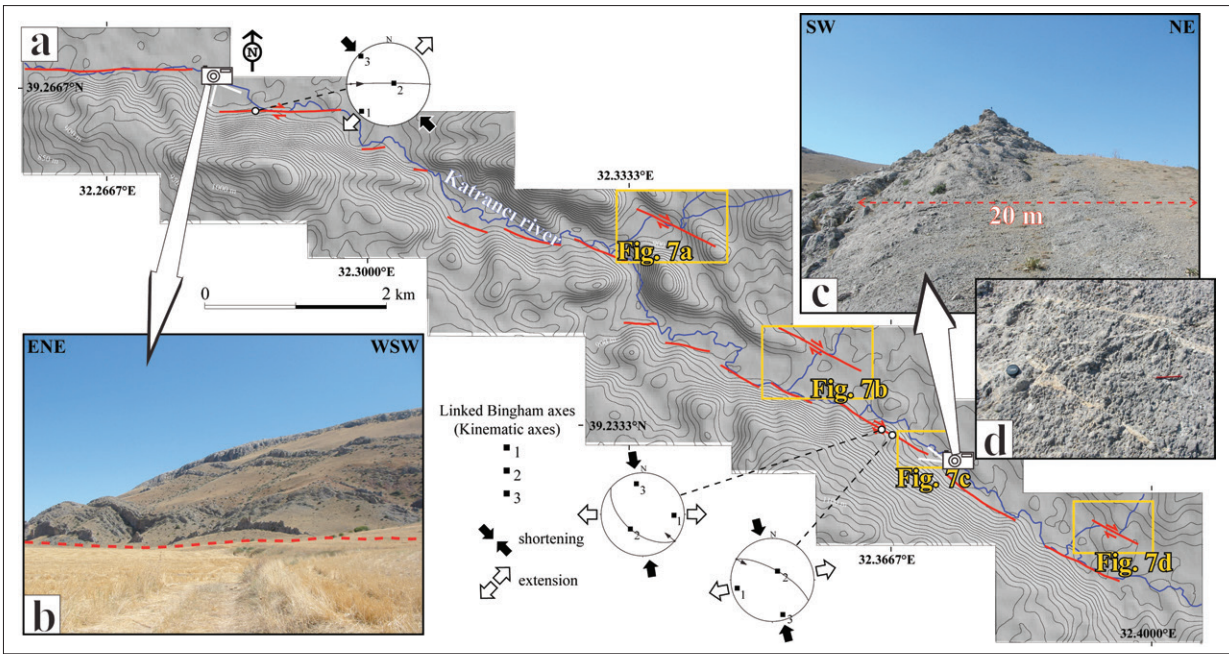 a
N
39.2667°N
32.2667°E
N
3
2
1
32.3333°E
Katrancı river
Fig. 7a
32.3000°E
0 2 km
SW NE
20 m
c
d
ENE WSW
b
Linked Bingham axes
(Kinematic axes)
1
2
3
shortening
extension
Fig. 7b
39.2333°N
Fig. 7c
N
3
1
2
N
2
1
3
32.3667°E
Fig. 7d
32.4000°E